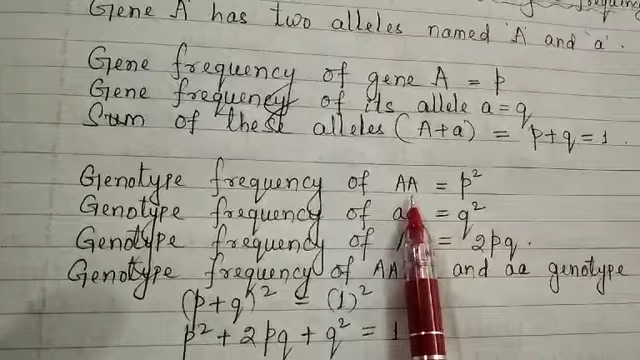 frequency
Gene A has two alleles named 'A' and 'a'.
Gene frequency of gene A = p
Gene frequency of its allele a = q
Sum of these alleles (A+a) = p+q = 1
Genotype frequency of AA = p²
Genotype frequency of a = q²
Genotype frequency of = 2pq.
Genotype frequency of AA and aa genotype
(p+q)² = (1)²
p² + 2pq + q² = 1